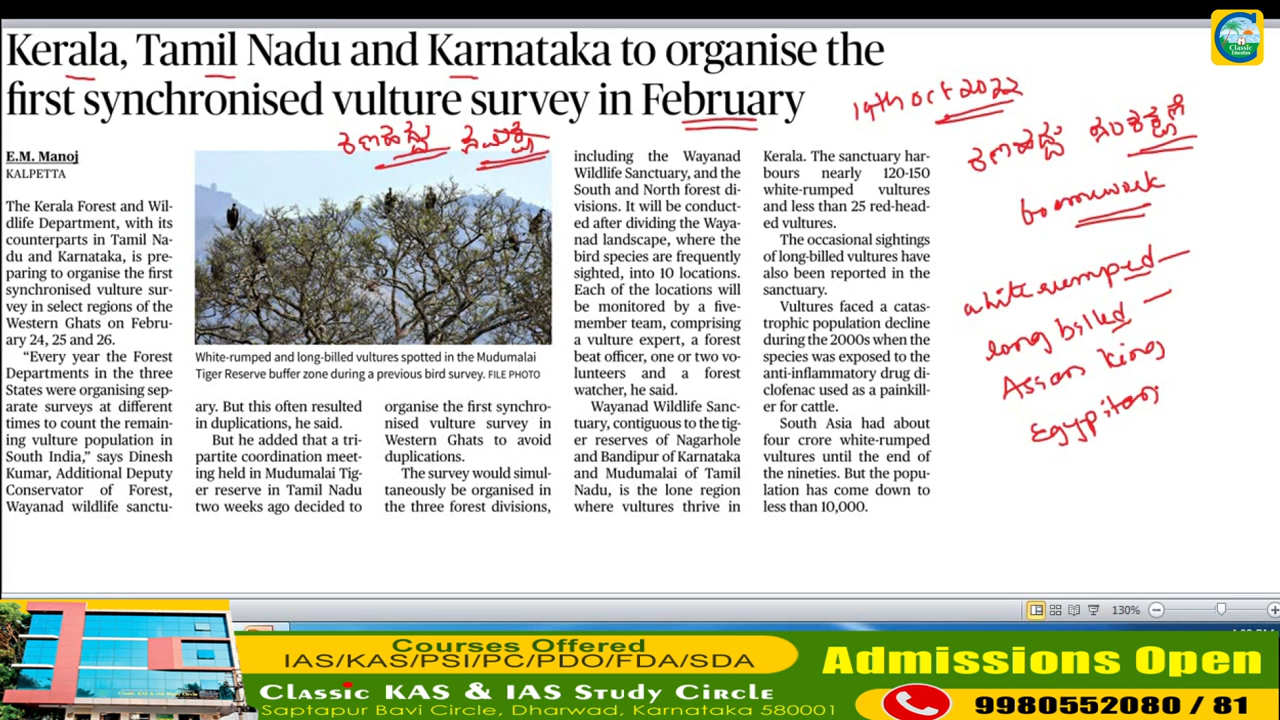 Kerala, Tamil Nadu and Karnataka to organise the
first synchronised vulture survey in February
E.M. Manoj
KALPETTA
The Kerala Forest and Wil-
dlife Department, with its
counterparts in Tamil Na-
du and Karnataka, is pre-
paring to organise the first
synchronised vulture sur-
vey in select regions of the
Western Ghats on Febru-
ary 24, 25 and 26.
“Every year the Forest
Departments in the three
States were organising sep-
arate surveys at different
times to count the remain-
ing vulture population in
South India,” says Dinesh
Kumar, Additional Deputy
Conservator of Forest,
Wayanad wildlife sanctu-
White-rumped and long-billed vultures spotted in the Mudumalai
Tiger Reserve buffer zone during a previous bird survey. FILE PHOTO
ary. But this often resulted
in duplications, he said.
But he added that a tri-
partite coordination meet-
ing held in Mudumalai Tig-
er reserve in Tamil Nadu
two weeks ago decided to
organise the first synchro-
nised vulture survey in
Western Ghats to avoid
duplications.
The survey would simul-
taneously be organised in
the three forest divisions,
including the Wayanad
Wildlife Sanctuary, and the
South and North forest di-
visions. It will be conduct-
ed after dividing the Waya-
nad landscape, where the
bird species are frequently
sighted, into 10 locations.
Each of the locations will
be monitored by a five-
member team, comprising
a vulture expert, a forest
beat officer, one or two vo-
lunteers and a forest
watcher, he said.
Wayanad Wildlife Sanc-
tuary, contiguous to the tig-
er reserves of Nagarhole
and Bandipur of Karnataka
and Mudumalai of Tamil
Nadu, is the lone region
where vultures thrive in
Kerala. The sanctuary har-
bours nearly 120-150
white-rumped vultures
and less than 25 red-head-
ed vultures.
The occasional sightings
of long-billed vultures have
also been reported in the
sanctuary.
Vultures faced a catas-
trophic population decline
during the 2000s when the
species was exposed to the
anti-inflammatory drug di-
clofenac used as a painkill-
er for cattle.
South Asia had about
four crore white-rumped
vultures until the end of
the nineties. But the popu-
lation has come down to
less than 10,000.
19th Oct 2022
ರಣಹದ್ದು
ರಣಹದ್ದು ಸಂರಕ್ಷಣೆ
white rumped
long billed
Asian King
Classic
Education
130%
Courses Offered
IAS/KAS/PSI/PC/PDO/FDA/SDA
Classic KAS & IAS Study Circle
Saptapur Bavi Circle, Dharwad, Karnataka 580001
Admissions Open
9980552080 / 81